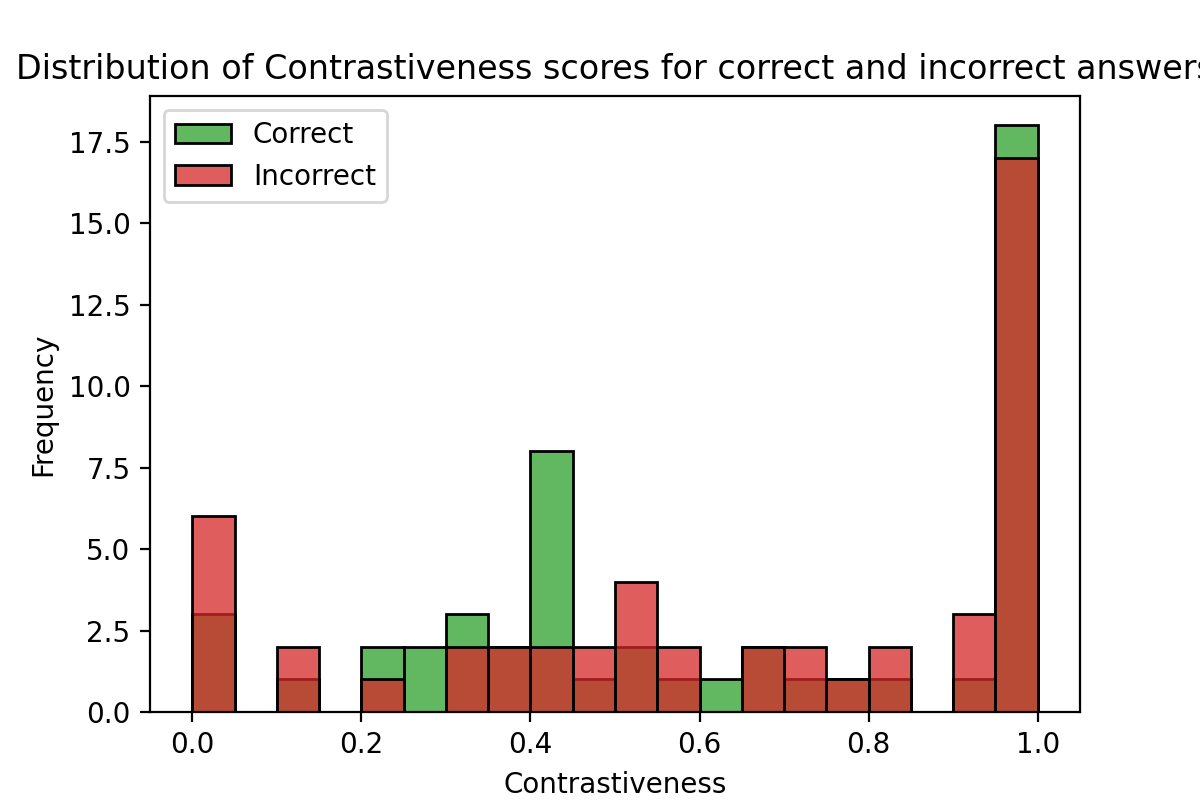 Distribution of Contrastiveness scores for correct and incorrect answers
Correct
Incorrect
17.5
15.0
12.5
10.0
7.5
5.0
2.5
0.0
Frequency
0.0 0.2 0.4 0.6 0.8 1.0
Contrastiveness